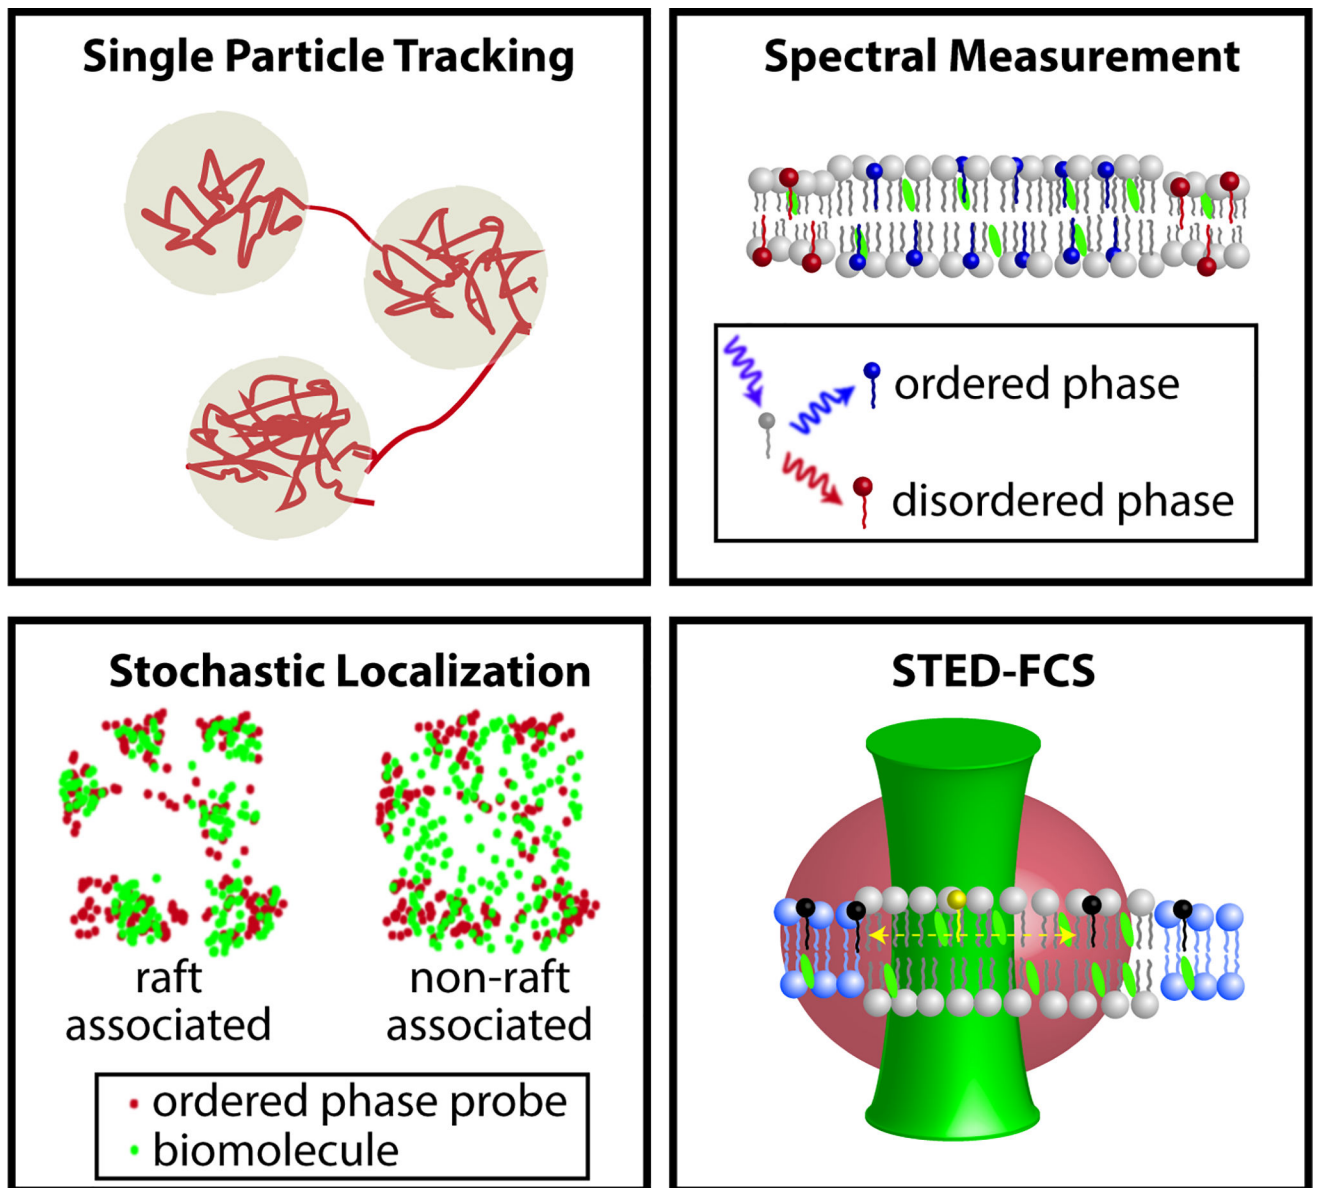 Single Particle Tracking
Spectral Measurement
ordered phase
disordered phase
Stochastic Localization
raft
associated
non-raft
associated
ordered phase probe
biomolecule
STED-FCS